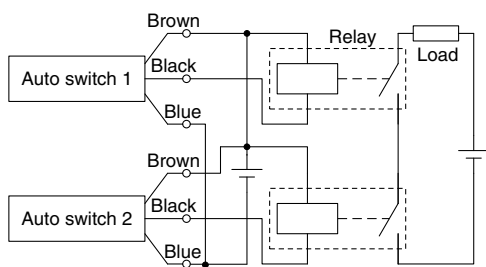 Brown
Relay
Load
Auto switch 1
Black
Blue
Brown
Auto switch 2
Black
Blue